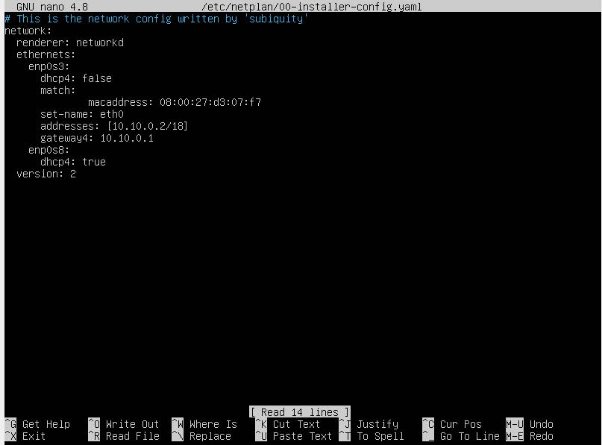 GNU nano 4.8 /etc/netplan/00-installer-config.yaml
# This is the network config written by 'subiquity'
network:
  renderer: networkd
  ethernets:
    enp0s3:
      dhcp4: false
      match:
              macaddress: 08:00:27:d3:07:f7
      set-name: eth0
      addresses: [10.10.0.2/18]
      gateway4: 10.10.0.1
    enp0s8:
      dhcp4: true
  version: 2
[ Read 14 lines ]
^G Get Help ^O Write Out ^W Where Is ^K Cut Text ^J Justify ^C Cur Pos M-U Undo
^X Exit ^R Read File ^\ Replace ^U Paste Text ^T To Spell ^_ Go To Line M-E Redo